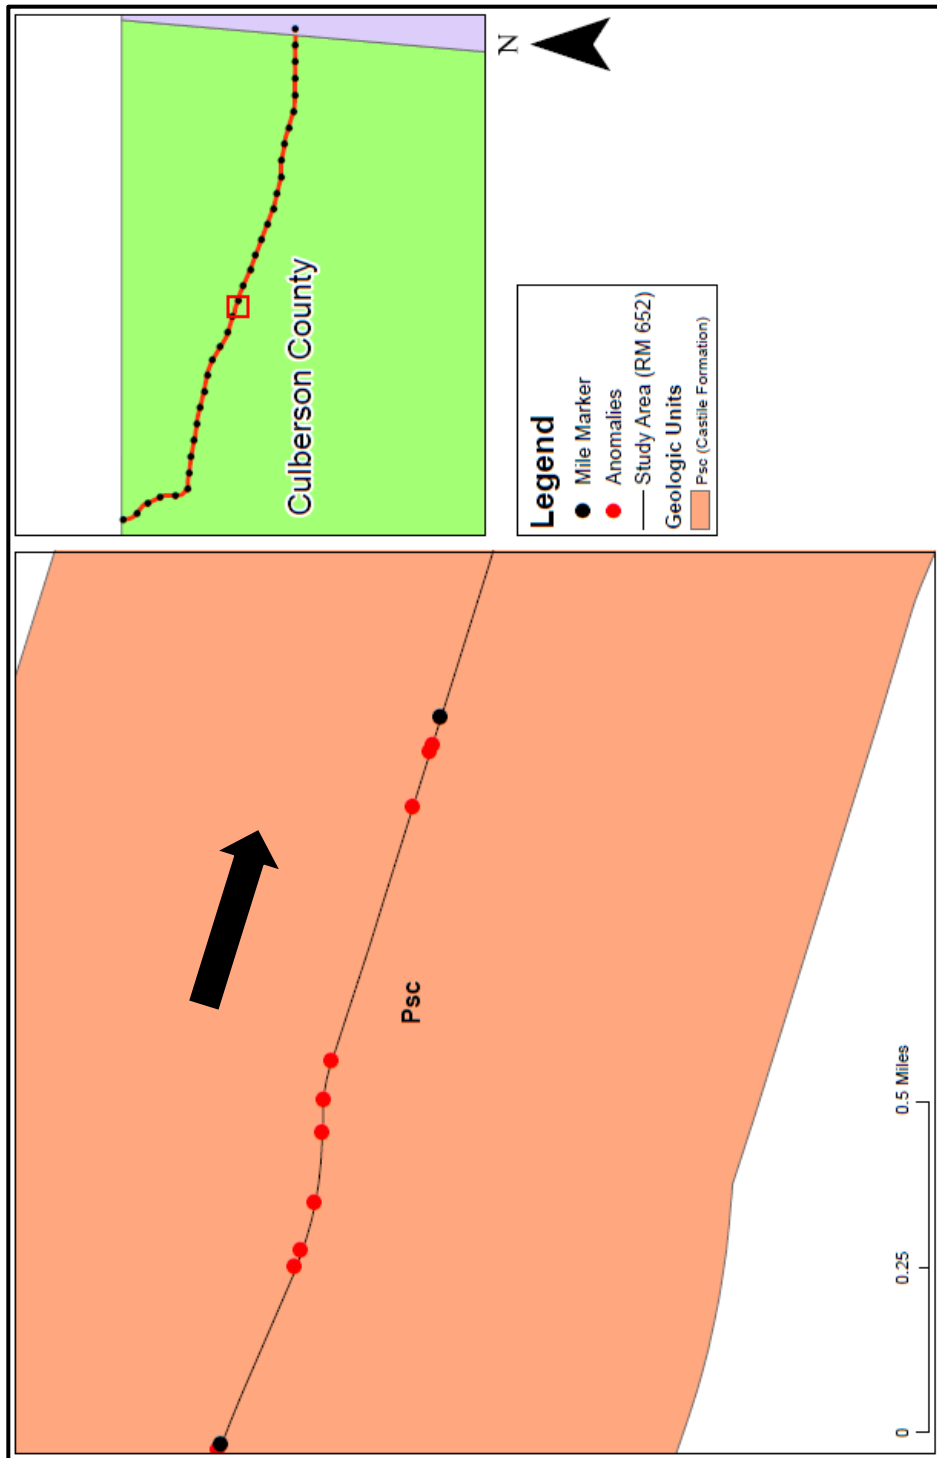 N
Culberson County
Legend
Mile Marker
Anomalies
Study Area (RM 652)
Geologic Units
Psc (Castile Formation)
Psc
0
0.25
0.5 Miles